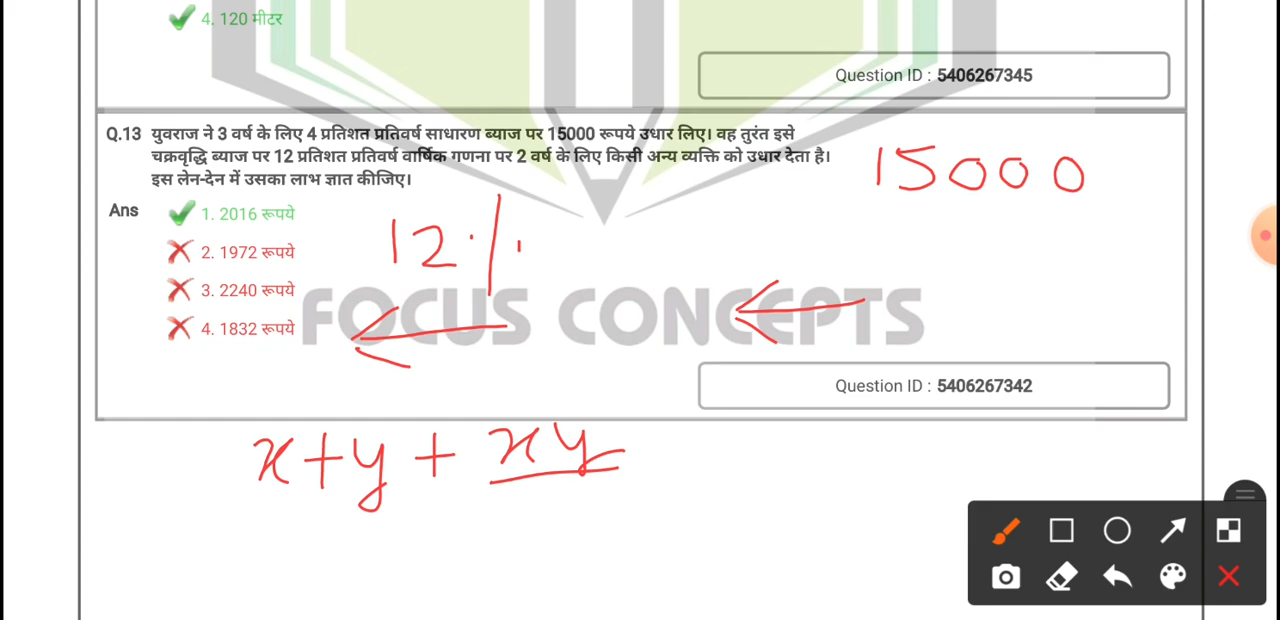 4. 120 मीटर
Question ID : 5406267345
Q.13 युवराज ने 3 वर्ष के लिए 4 प्रतिशत प्रतिवर्ष साधारण ब्याज पर 15000 रूपये उधार लिए। वह तुरंत इसे
चक्रवृद्धि ब्याज पर 12 प्रतिशत प्रतिवर्ष वार्षिक गणना पर 2 वर्ष के लिए किसी अन्य व्यक्ति को उधार देता है।
इस लेन-देन में उसका लाभ ज्ञात कीजिए।
15000
Ans 1. 2016 रूपये
2. 1972 रूपये
3. 2240 रूपये
4. 1832 रूपये
12%
FOCUS CONCEPTS
Question ID : 5406267342
x+y + xy